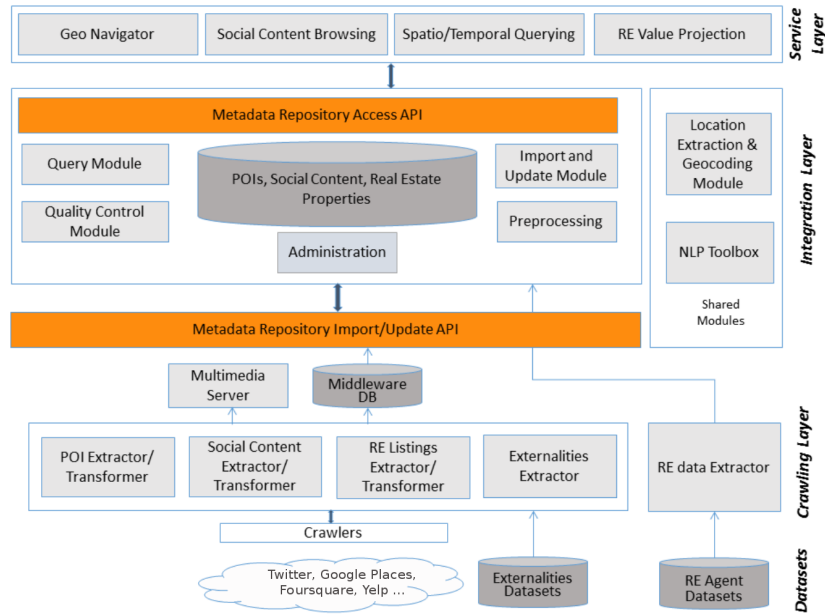 Geo Navigator
Social Content Browsing
Spatio/Temporal Querying
RE Value Projection
Service
Layer
Metadata Repository Access API
Query Module
Quality Control
Module
POIs, Social Content, Real Estate
Properties
Administration
Import and
Update Module
Preprocessing
Location
Extraction &
Geocoding
Module
NLP Toolbox
Shared
Modules
Integration Layer
Metadata Repository Import/Update API
Multimedia
Server
Middleware
DB
POI Extractor/
Transformer
Social Content
Extractor/
Transformer
RE Listings
Extractor/
Transformer
Externalities
Extractor
RE data Extractor
Crawling Layer
Crawlers
Twitter, Google Places,
Foursquare, Yelp ...
Externalities
Datasets
RE Agent
Datasets
Datasets